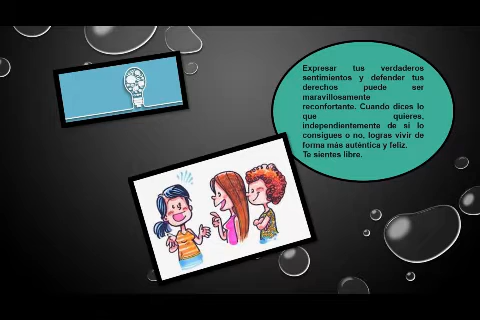 Expresar tus verdaderos
sentimientos y defender tus
derechos puede ser
maravillosamente
reconfortante. Cuando dices lo
que quieres,
independientemente de si lo
consigues o no, logras vivir de
forma más auténtica y feliz.
Te sientes libre.